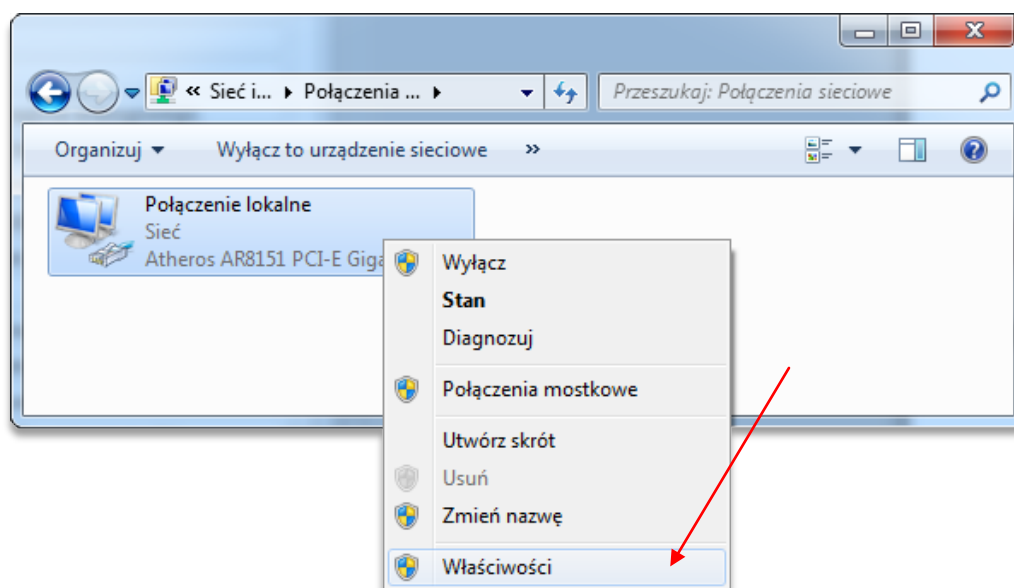 « Sieć i... Połączenia ... Przeszukaj: Połączenia sieciowe
Organizuj Wyłącz to urządzenie sieciowe »
Połączenie lokalne
Sieć
Atheros AR8151 PCI-E Giga
Wyłącz
Stan
Diagnozuj
Połączenia mostkowe
Utwórz skrót
Usuń
Zmień nazwę
Właściwości